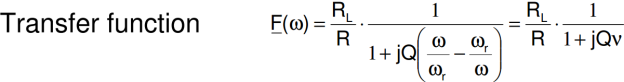 Transfer function F(ω) = R_L/R · 1/(1 + jQ(ω/ω_r − ω_r/ω)) = R_L/R · 1/(1 + jQν)